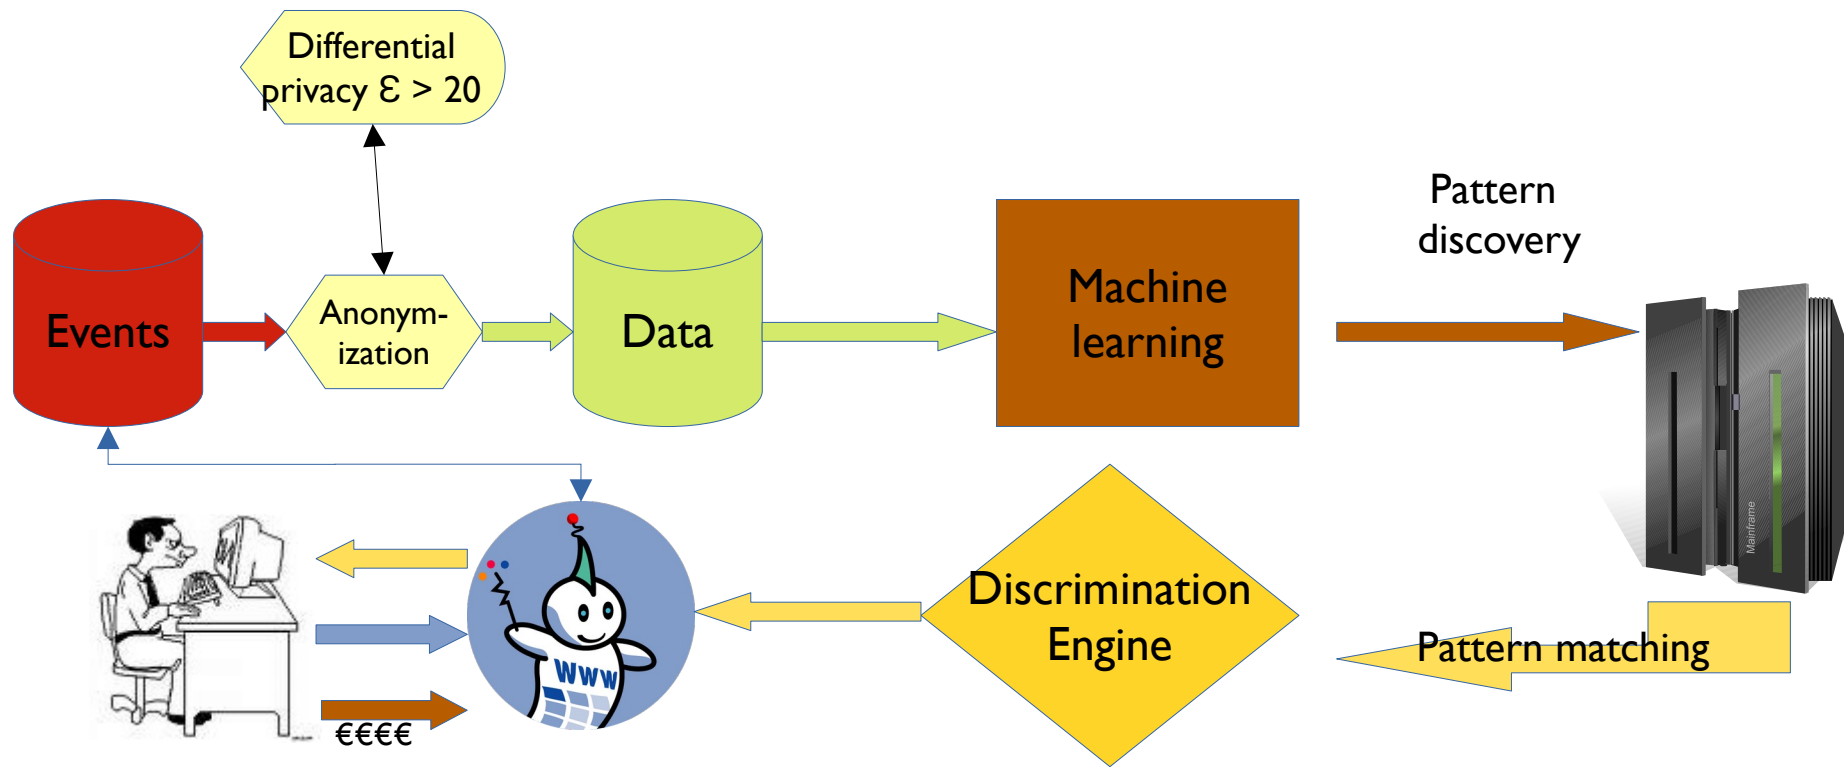 Differential
privacy Ɛ > 20
Pattern
discovery
Events
Anonym-
ization
Data
Machine
learning
Mainframe
Discrimination
Engine
Pattern matching
WWW
€€€€